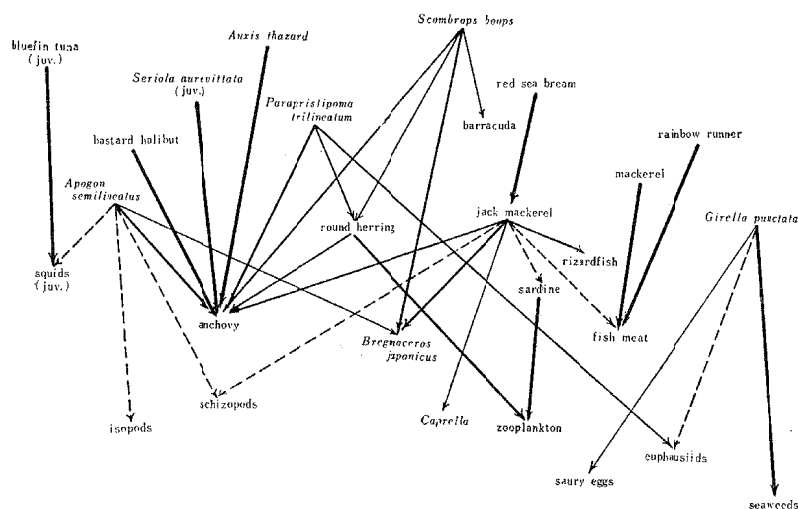 Scombrops boops
bluefin tuna
(juv.)
Auxis thazard
Seriola aurevittata
(juv.)
red sea bream
Parapristipoma
trilineatum
barracuda
rainbow runner
bastard halibut
mackerel
Apogon
semilineatus
jack mackerel
Girella punctata
round herring
rizardfish
squids
(juv.)
sardine
anchovy
fish meat
Bregnaceros
japonicus
schizopods
isopods
Caprella
zooplankton
euphausiids
saury eggs
seaweeds